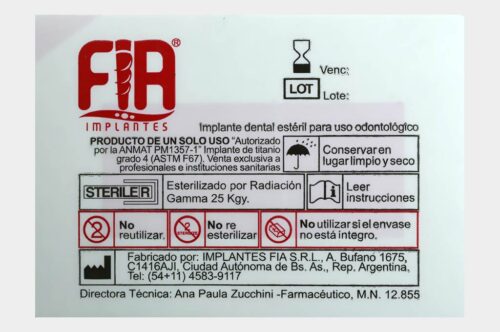 FIA®
IMPLANTES
Venc:
LOT Lote:
Implante dental estéril para uso odontológico
PRODUCTO DE UN SOLO USO "Autorizado
por la ANMAT PM1357-1" Implante de titanio
grado 4 (ASTM F67). Venta exclusiva a
profesionales e instituciones sanitarias
Conservar en
lugar limpio y seco
STERILE R
Esterilizado por Radiación
Gamma 25 Kgy.
Leer
instrucciones
2
No
reutilizar.
2
STERILIZE
No re
esterilizar
No utilizar si el envase
no está íntegro.
Fabricado por: IMPLANTES FIA S.R.L., A. Bufano 1675,
C1416AJI, Ciudad Autónoma de Bs. As., Rep. Argentina,
Tel: (54+11) 4583-9117
Directora Técnica: Ana Paula Zucchini -Farmacéutico, M.N. 12.855